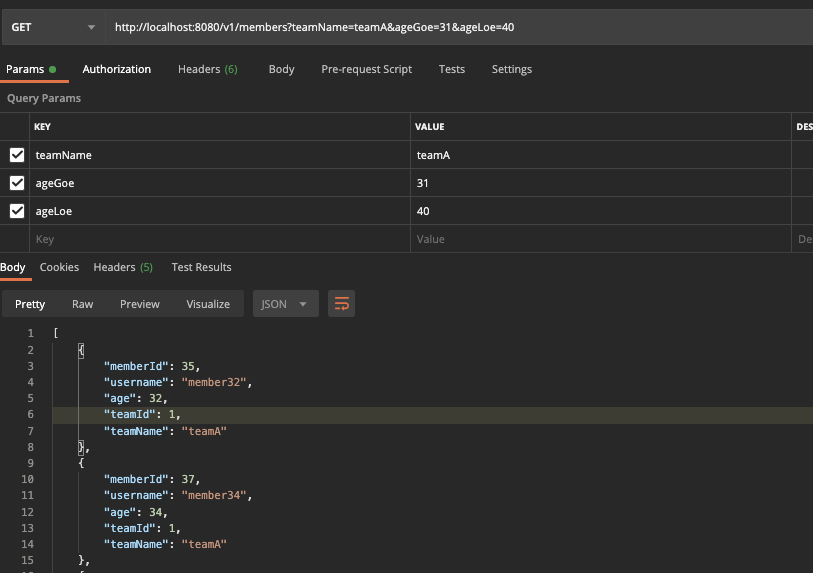 GET http://localhost:8080/v1/members?teamName=teamA&ageGoe=31&ageLoe=40
Params Authorization Headers (6) Body Pre-request Script Tests Settings
Query Params
KEY VALUE DES
teamName teamA
ageGoe 31
ageLoe 40
Key Value De
Body Cookies Headers (5) Test Results
Pretty Raw Preview Visualize JSON
1 [
2 {
3 "memberId": 35,
4 "username": "member32",
5 "age": 32,
6 "teamId": 1,
7 "teamName": "teamA"
8 },
9 {
10 "memberId": 37,
11 "username": "member34",
12 "age": 34,
13 "teamId": 1,
14 "teamName": "teamA"
15 },